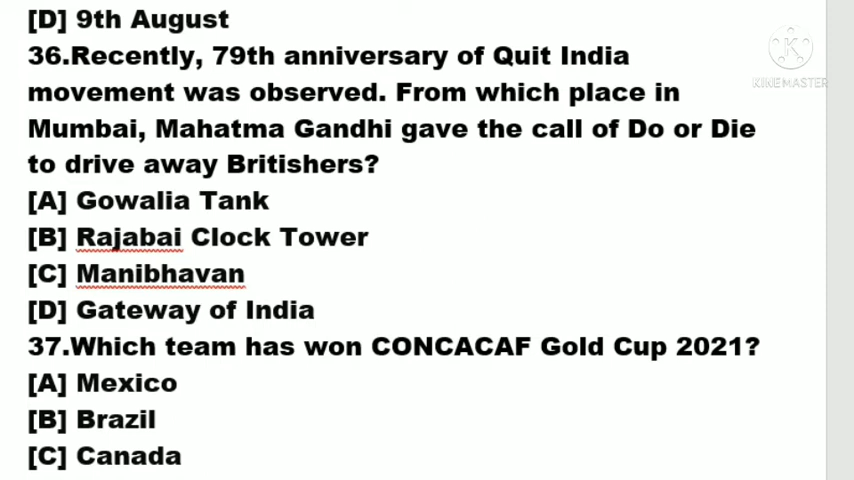 [D] 9th August
36.Recently, 79th anniversary of Quit India
movement was observed. From which place in
Mumbai, Mahatma Gandhi gave the call of Do or Die
to drive away Britishers?
[A] Gowalia Tank
[B] Rajabai Clock Tower
[C] Manibhavan
[D] Gateway of India
37.Which team has won CONCACAF Gold Cup 2021?
[A] Mexico
[B] Brazil
[C] Canada
K
KINEMASTER